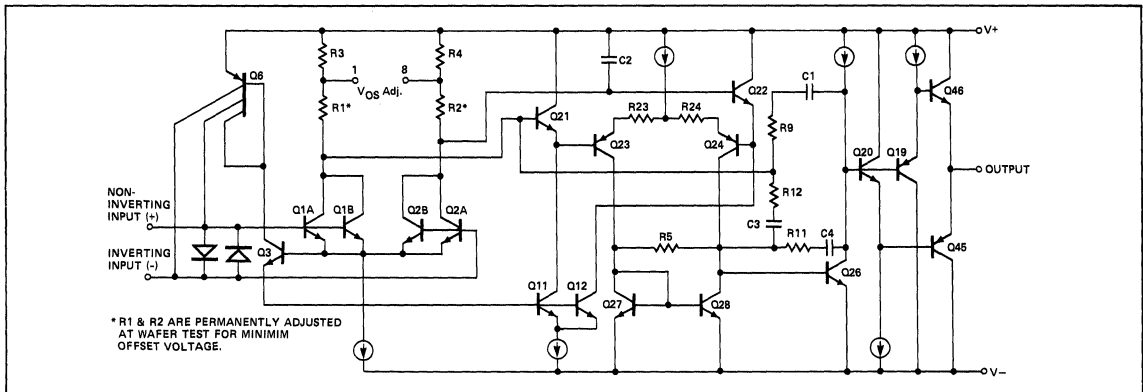 V+
R3
R4
Q6
1
8
VOS Adj.
C2
C1
Q46
Q22
R1*
R2*
Q21
R23
R24
R9
Q23
Q24
Q20
Q19
OUTPUT
R12
NON-
INVERTING
INPUT (+)
Q1A
Q1B
Q2B
Q2A
C3
R11
C4
Q3
R5
Q45
INVERTING
INPUT (-)
Q26
Q11
Q12
Q27
Q28
* R1 & R2 ARE PERMANENTLY ADJUSTED
AT WAFER TEST FOR MINIMIM
OFFSET VOLTAGE.
V-